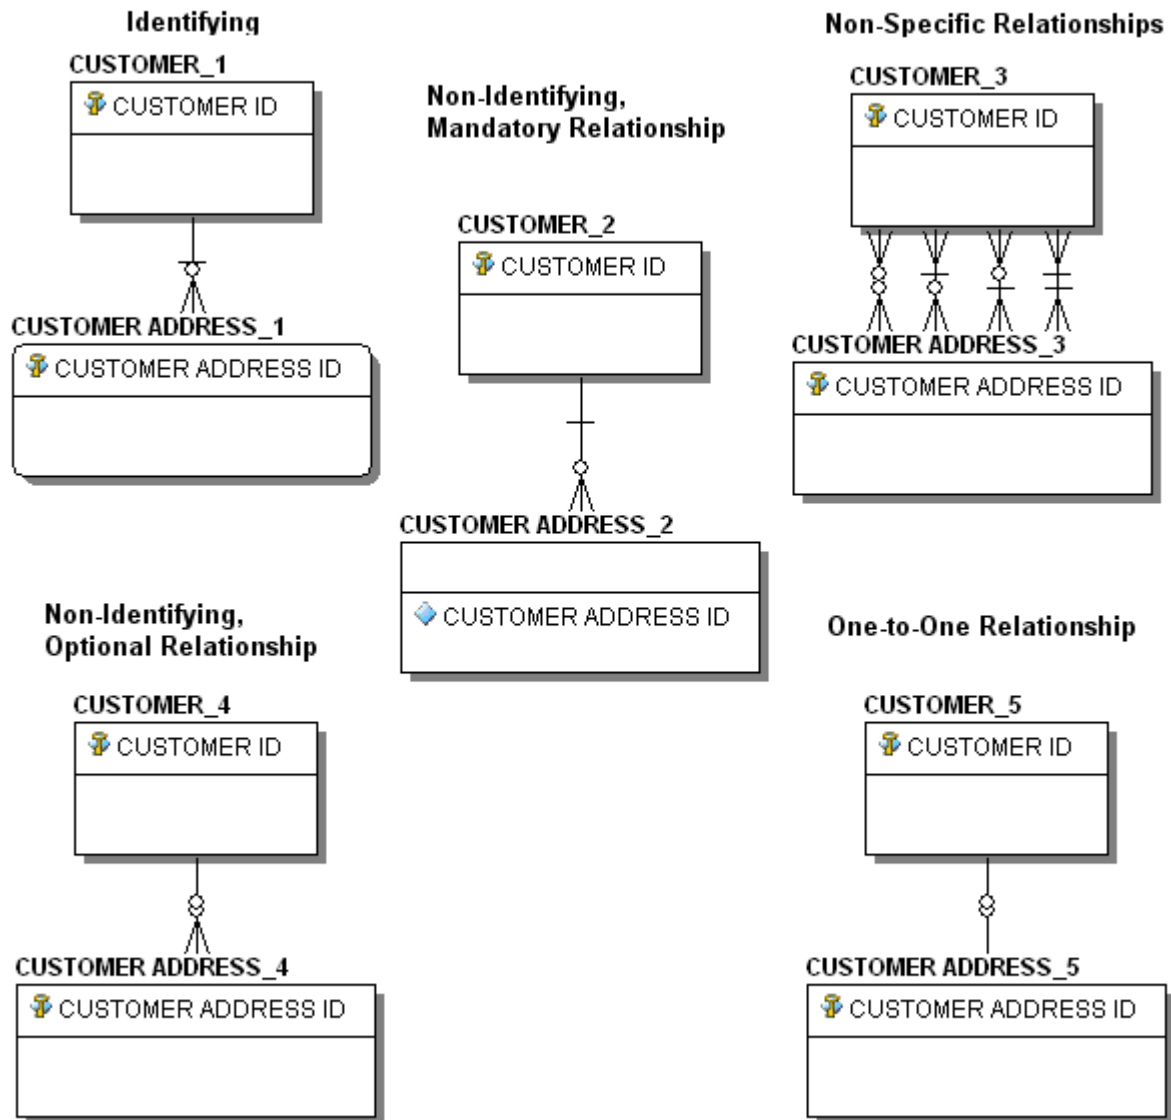 Identifying
CUSTOMER_1
CUSTOMER ID
CUSTOMER ADDRESS_1
CUSTOMER ADDRESS ID
Non-Identifying,
Mandatory Relationship
CUSTOMER_2
CUSTOMER ID
CUSTOMER ADDRESS_2
CUSTOMER ADDRESS ID
Non-Specific Relationships
CUSTOMER_3
CUSTOMER ID
CUSTOMER ADDRESS_3
CUSTOMER ADDRESS ID
Non-Identifying,
Optional Relationship
CUSTOMER_4
CUSTOMER ID
CUSTOMER ADDRESS_4
CUSTOMER ADDRESS ID
One-to-One Relationship
CUSTOMER_5
CUSTOMER ID
CUSTOMER ADDRESS_5
CUSTOMER ADDRESS ID